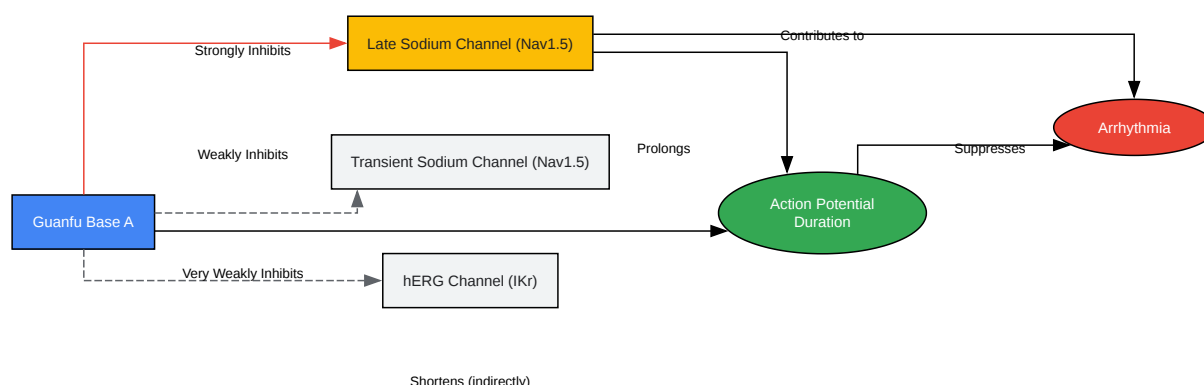 Late Sodium Channel (Nav1.5)
Strongly Inhibits
Contributes to
Arrhythmia
Weakly Inhibits
Transient Sodium Channel (Nav1.5)
Prolongs
Suppresses
Guanfu Base A
Action Potential
Duration
Very Weakly Inhibits
hERG Channel (IKr)
Shortens (indirectly)